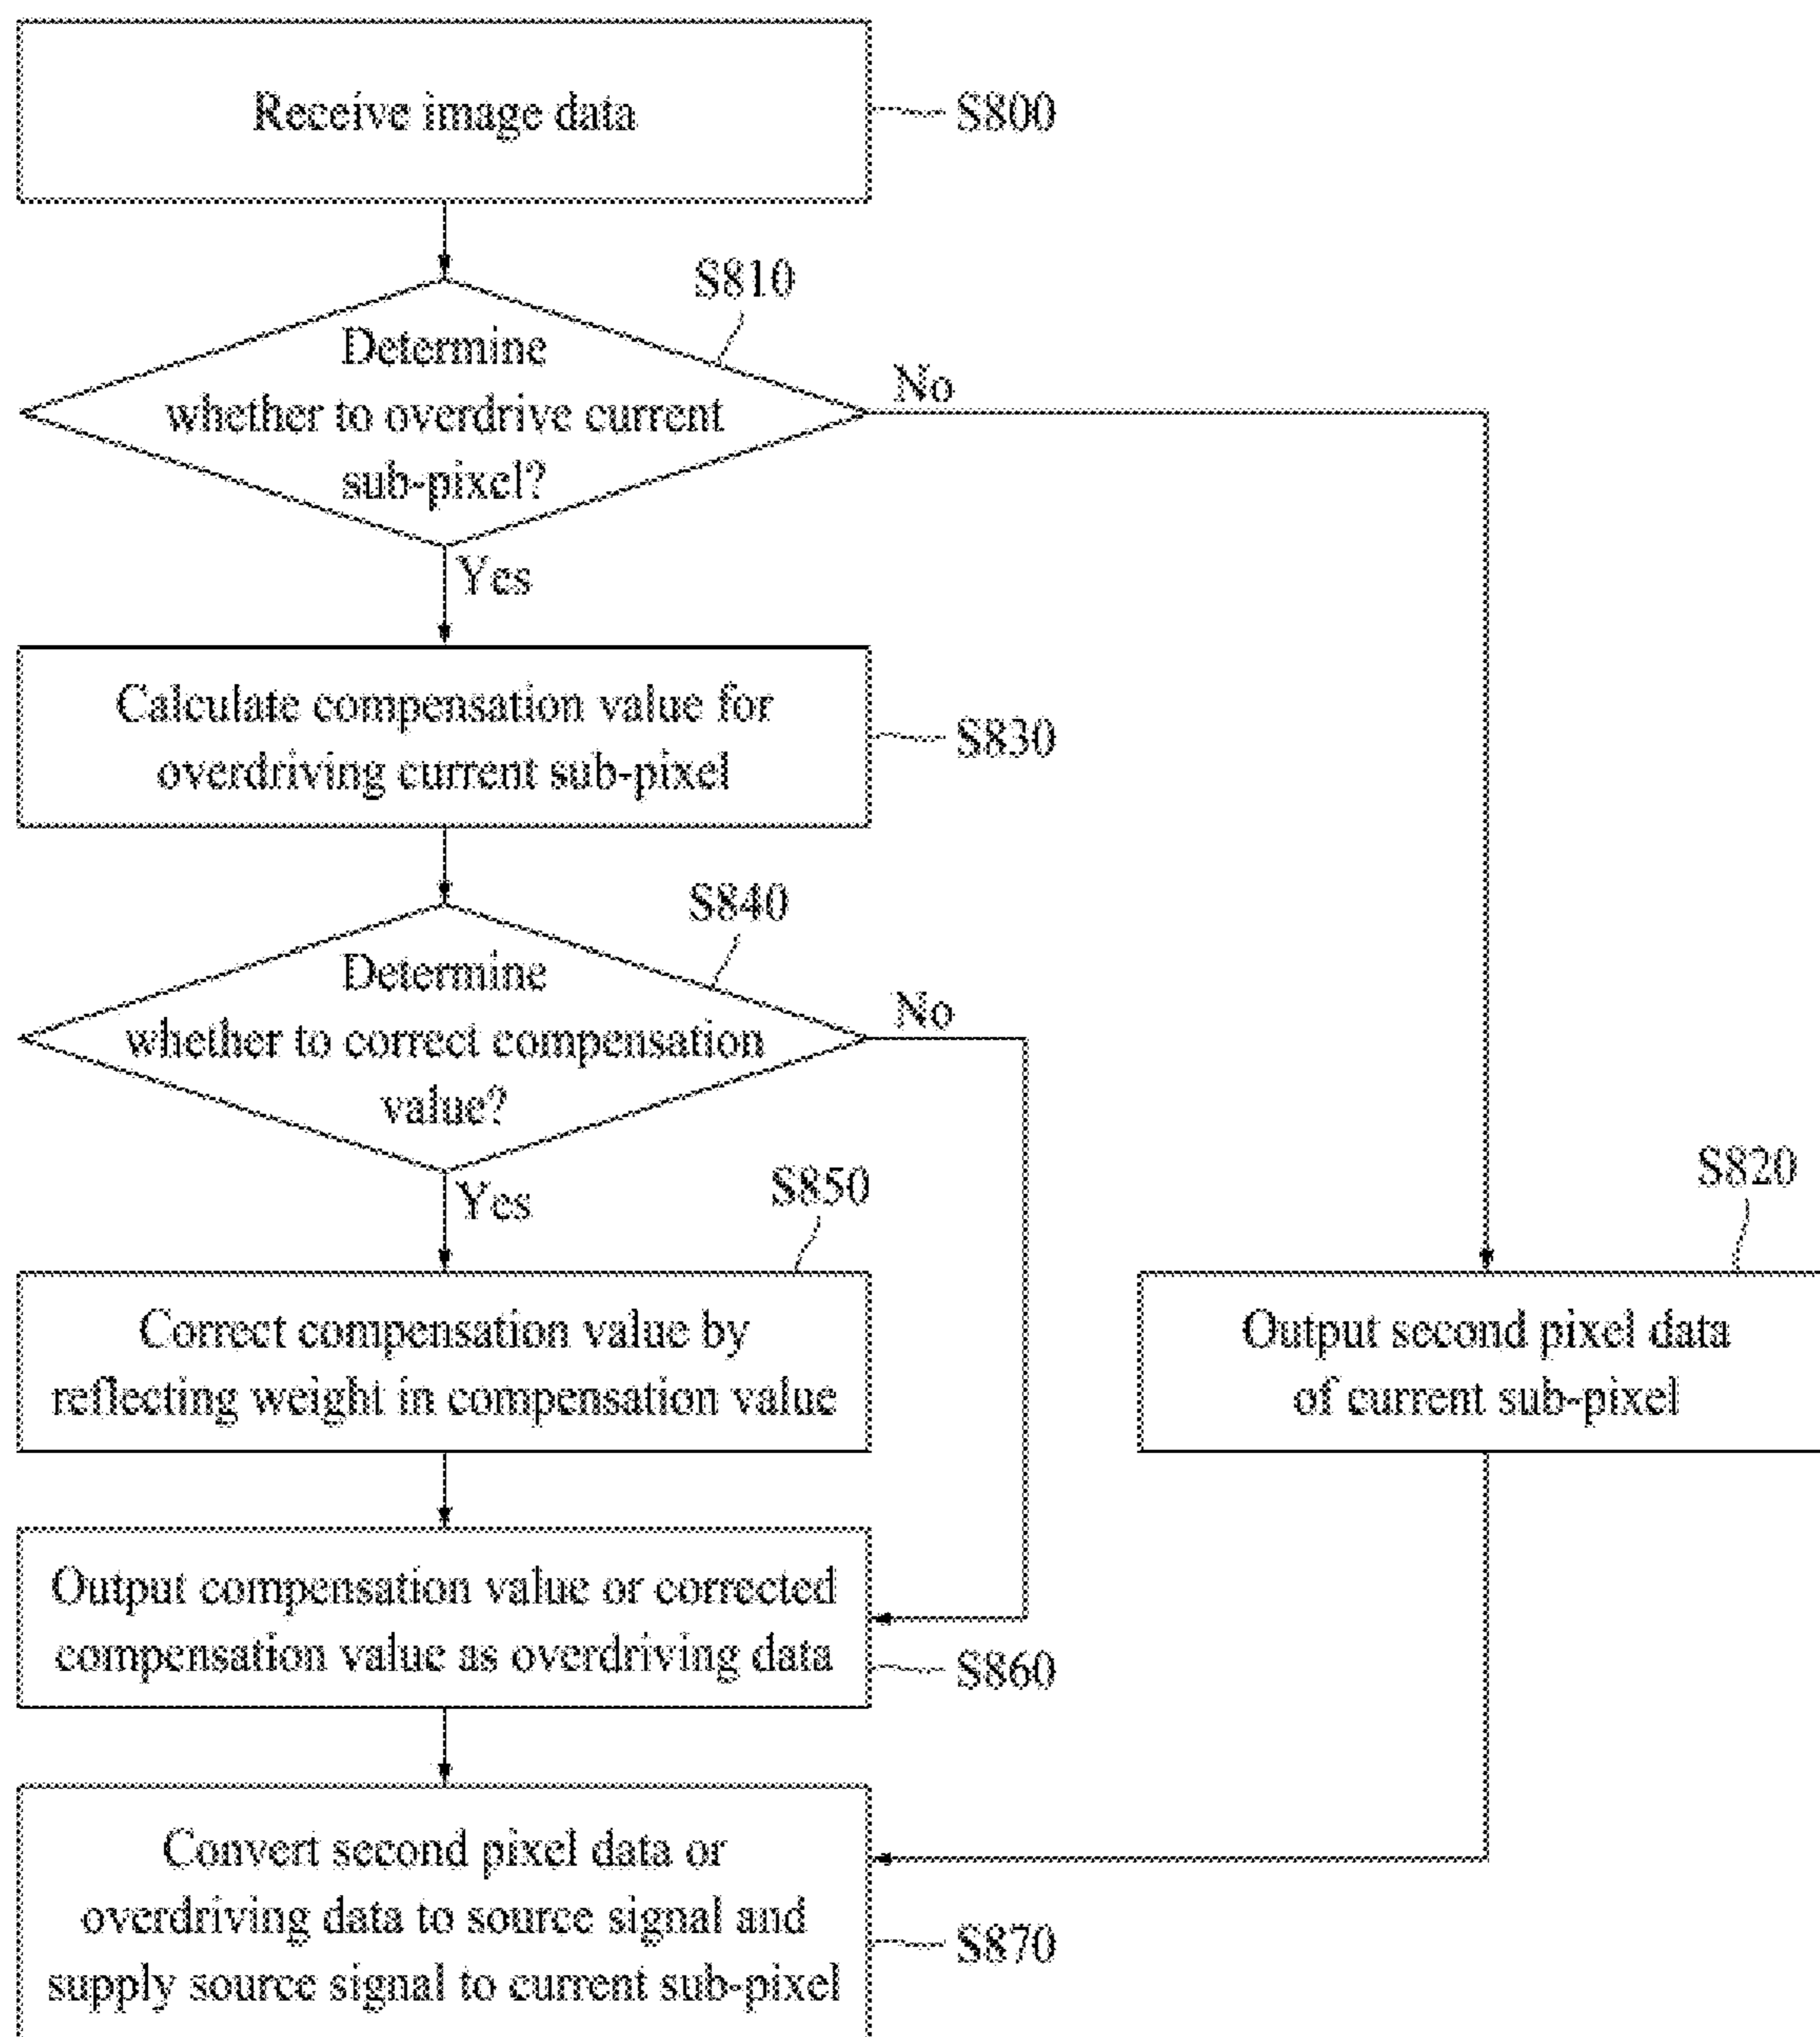 Receive image data
S800
S810
Determine
whether to overdrive current
sub-pixel?
No
Yes
Calculate compensation value for
overdriving current sub-pixel
S830
S840
Determine
whether to correct compensation
value?
No
Yes
S850
Correct compensation value by
reflecting weight in compensation value
S820
Output second pixel data
of current sub-pixel
Output compensation value or corrected
compensation value as overdriving data
S860
Convert second pixel data or
overdriving data to source signal and
supply source signal to current sub-pixel
S870